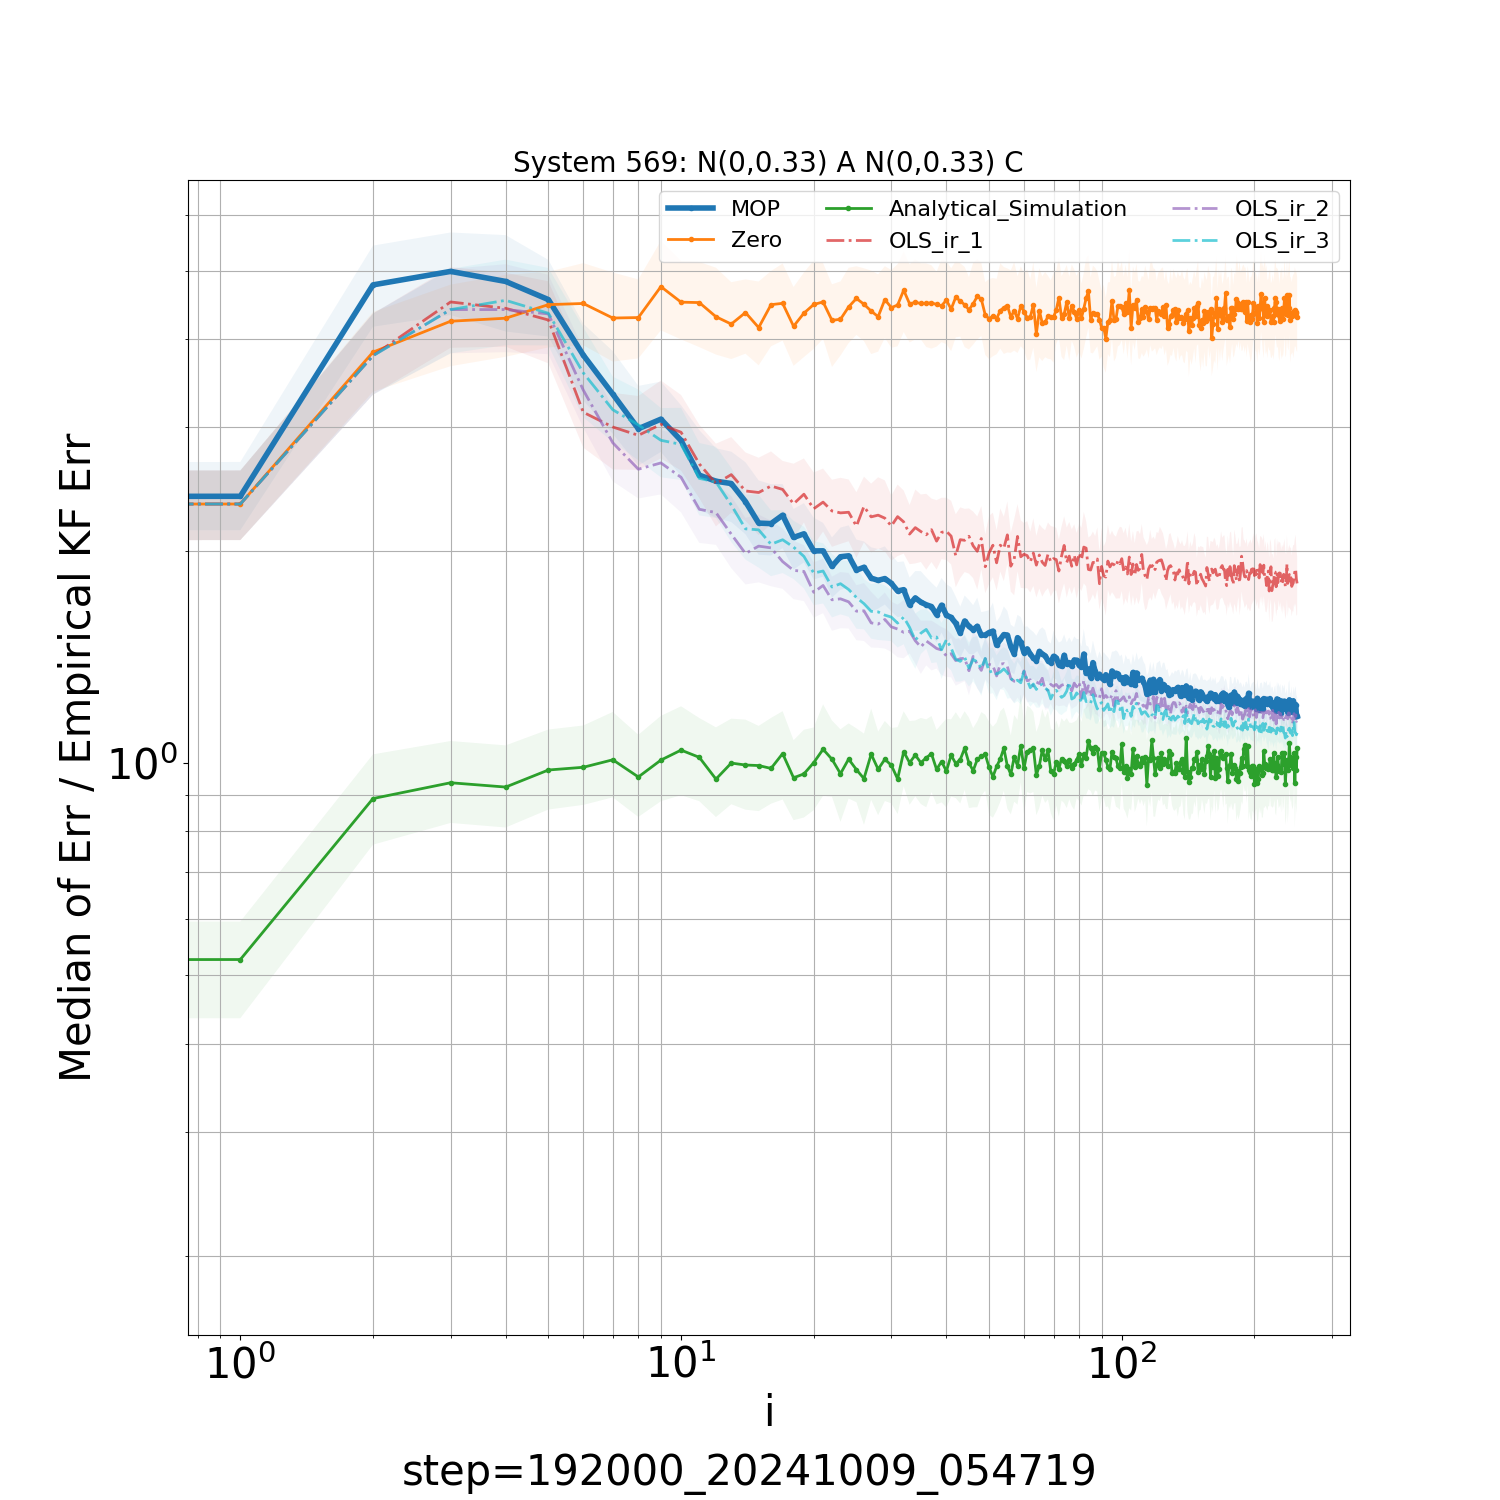 System 569: N(0,0.33) A N(0,0.33) C
MOP
Zero
Analytical_Simulation
OLS_ir_1
OLS_ir_2
OLS_ir_3
Median of Err / Empirical KF Err
10⁰
10⁰
10¹
10²
i
step=192000_20241009_054719